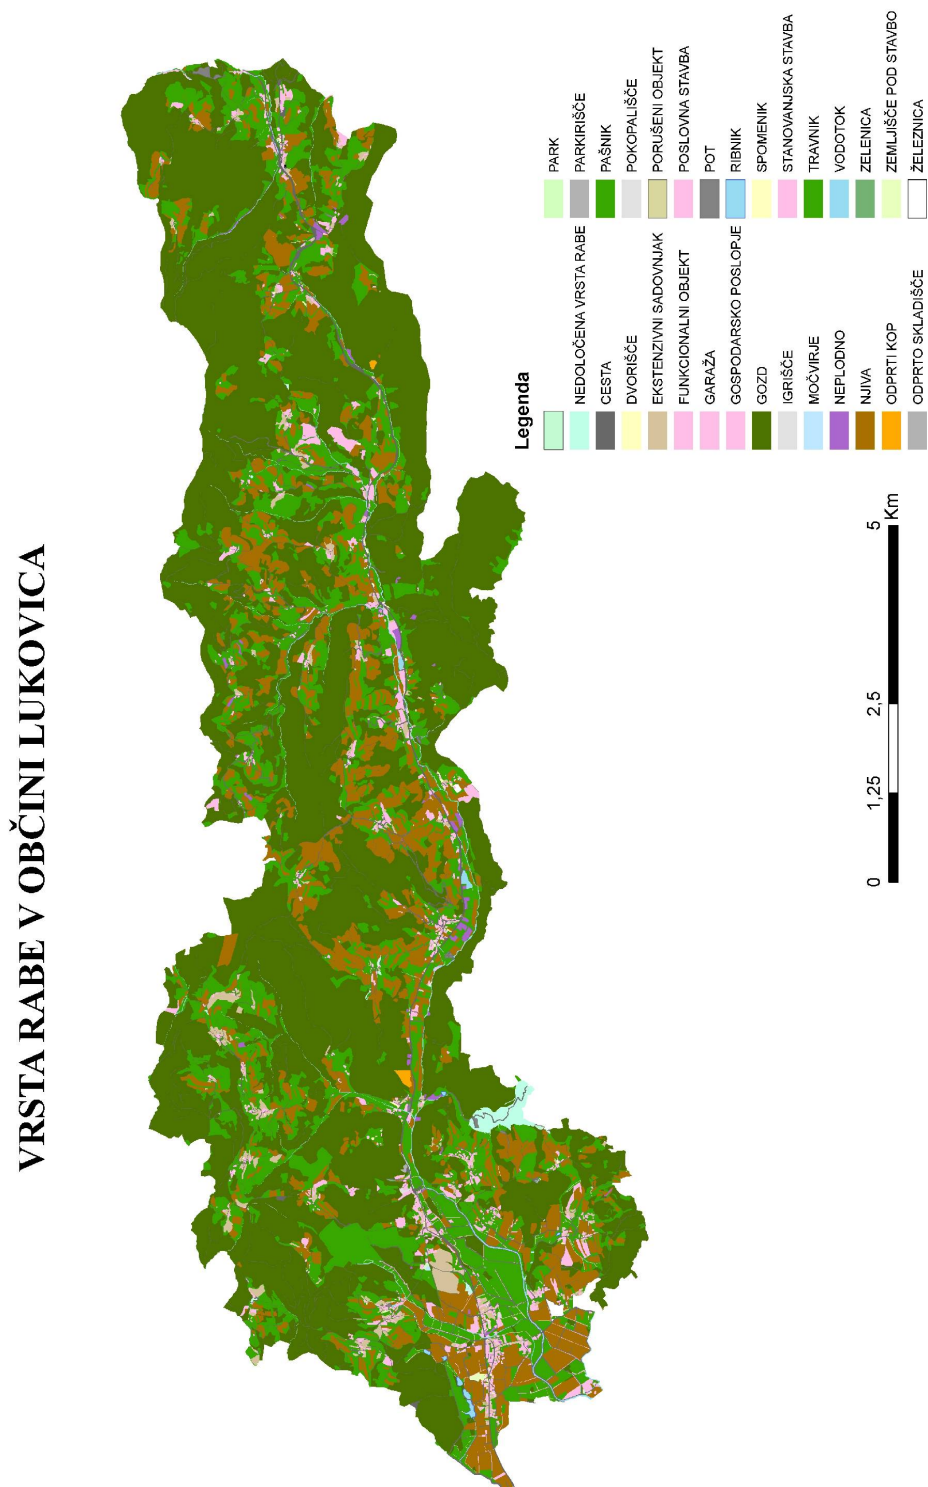 VRSTA RABE V OBČINI LUKOVICA
Legenda
NEDOLOČENA VRSTA RABE
CESTA
DVORIŠČE
EKSTENZIVNI SADOVNJAK
FUNKCIONALNI OBJEKT
GARAŽA
GOSPODARSKO POSLOPJE
GOZD
IGRIŠČE
MOČVIRJE
NEPLODNO
NJIVA
ODPRTI KOP
ODPRTO SKLADIŠČE
PARK
PARKIRIŠČE
PAŠNIK
POKOPALIŠČE
PORUŠENI OBJEKT
POSLOVNA STAVBA
POT
RIBNIK
SPOMENIK
STANOVANJSKA STAVBA
TRAVNIK
VODOTOK
ZELENICA
ZEMLJIŠČE POD STAVBO
ŽELEZNICA
0 1,25 2,5 5
Km